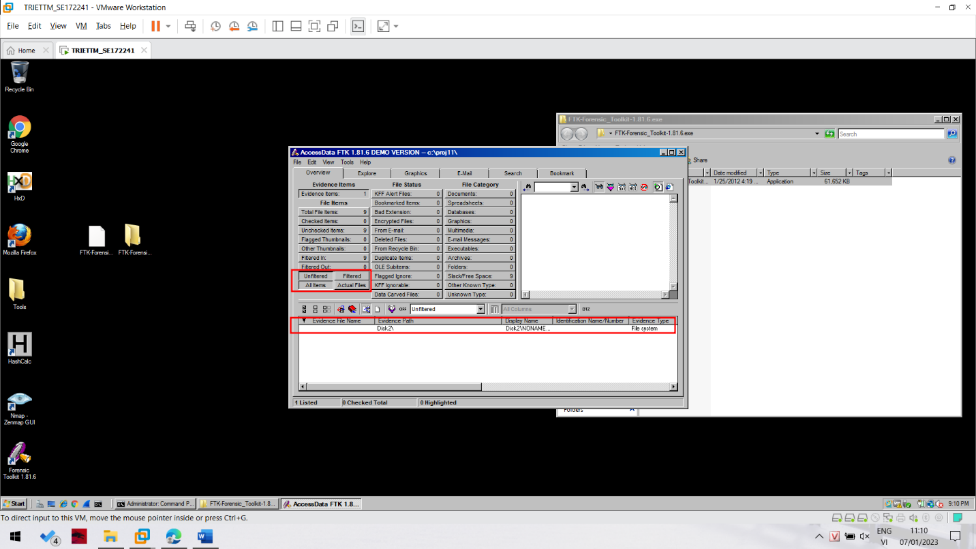 TRIETTM_SE172241 - VMware Workstation
File Edit View VM Tabs Help
Home TRIETTM_SE172241
Recycle Bin
Google Chrome
HxD
Mozilla Firefox
FTK-Forensi... FTK-Forensi...
Tools
HashCalc
Nmap - Zenmap GUI
Forensic Toolkit 1.81.6
FTK-Forensic_Toolkit-1.81.6.exe
FTK-Forensic_Toolkit-1.81.6.exe Search
Share
Date modified Type Size Tags
Toolkit... 1/25/2012 4:19 ... Application 61,652 KB
Folders
AccessData FTK 1.81.6 DEMO VERSION -- c:\proj11\
File Edit View Tools Help
Overview Explore Graphics E-Mail Search Bookmark
Evidence Items File Status File Category
Evidence Items: 1 KFF Alert Files: 0 Documents: 0
File Items Bookmarked Items: 0 Spreadsheets: 0
Total File Items: 0 Bad Extension: 0 Databases: 0
Checked Items: 0 Encrypted Files: 0 Graphics: 0
Unchecked Items: 0 From E-mail: 0 Multimedia: 0
Flagged Thumbnails: 0 Deleted Files: 0 E-mail Messages: 0
Other Thumbnails: 0 From Recycle Bin: 0 Executables: 0
Filtered In: 0 Duplicate Items: 0 Archives: 0
Filtered Out: 0 OLE Subitems: 0 Folders: 0
Unfiltered Filtered Flagged Ignore: 0 Slack/Free Space: 0
All Items Actual Files KFF Ignorable: 0 Other Known Type: 0
Data Carved Files: 0 Unknown Type: 0
Unfiltered All Columns
Evidence File Name Evidence Path Display Name Identification Name/Number Evidence Type
Disk2\ Disk2\NONAME... File system
1 Listed 0 Checked Total 0 Highlighted
Start Administrator: Command P... FTK-Forensic_Toolkit-1.8... AccessData FTK 1.8... 9:10 PM
To direct input to this VM, move the mouse pointer inside or press Ctrl+G.
4 ENG 11:10
VI 07/01/2023